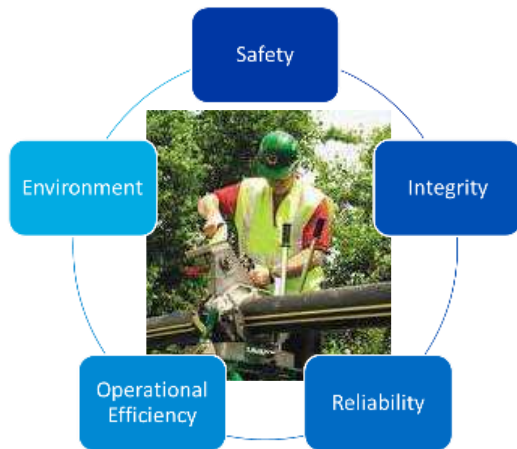 Safety
Integrity
Reliability
Operational
Efficiency
Environment